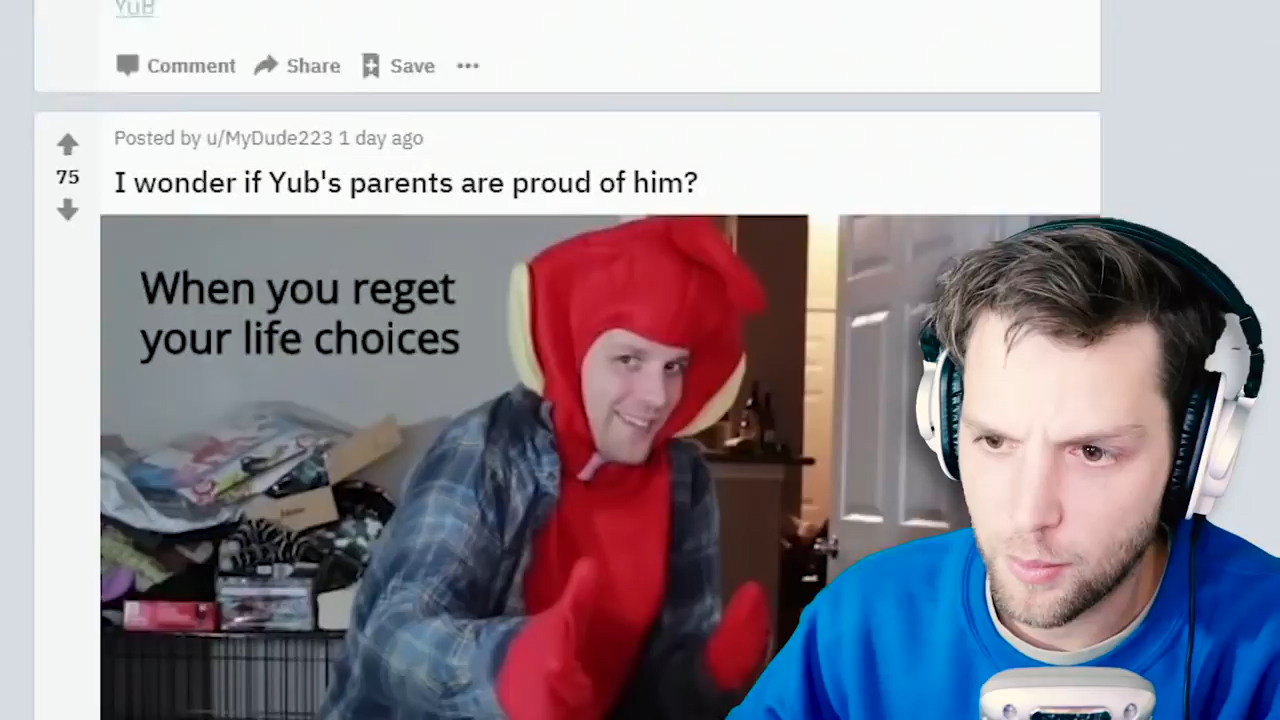 YuB
Comment Share Save
Posted by u/MyDude223 1 day ago
75
I wonder if Yub's parents are proud of him?
When you reget
your life choices